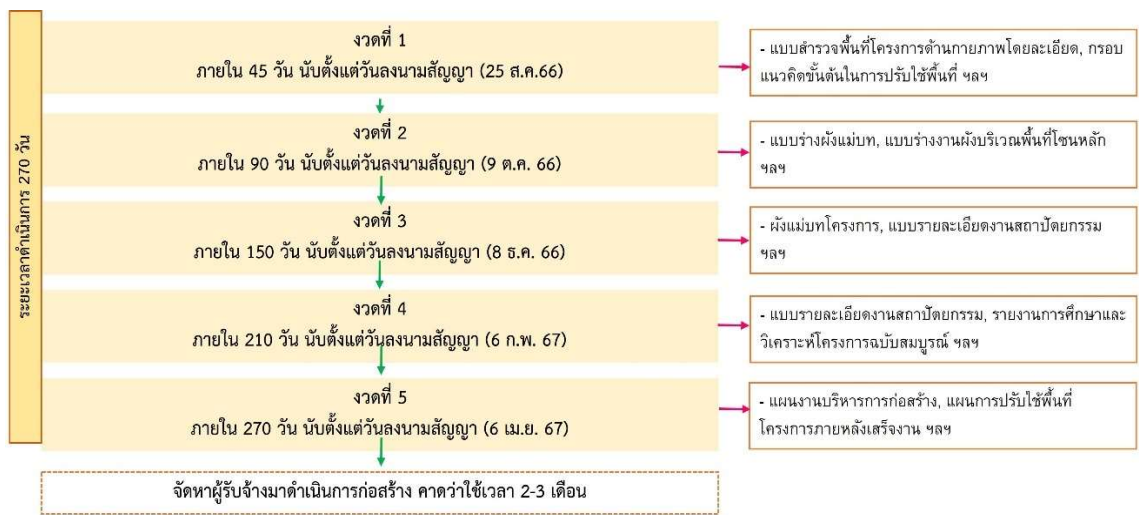 ระยะเวลาดำเนินการ 270 วัน
งวดที่ 1
ภายใน 45 วัน นับตั้งแต่วันลงนามสัญญา (25 ส.ค.66)
- แบบสำรวจพื้นที่โครงการด้านกายภาพโดยละเอียด, กรอบ
แนวคิดขั้นต้นในการปรับใช้พื้นที่ ฯลฯ
งวดที่ 2
ภายใน 90 วัน นับตั้งแต่วันลงนามสัญญา (9 ต.ค. 66)
- แบบร่างผังแม่บท, แบบร่างงานผังบริเวณพื้นที่โซนหลัก
ฯลฯ
งวดที่ 3
ภายใน 150 วัน นับตั้งแต่วันลงนามสัญญา (8 ธ.ค. 66)
- ผังแม่บทโครงการ, แบบรายละเอียดงานสถาปัตยกรรม
ฯลฯ
งวดที่ 4
ภายใน 210 วัน นับตั้งแต่วันลงนามสัญญา (6 ก.พ. 67)
- แบบรายละเอียดงานสถาปัตยกรรม, รายงานการศึกษาและ
วิเคราะห์โครงการฉบับสมบูรณ์ ฯลฯ
งวดที่ 5
ภายใน 270 วัน นับตั้งแต่วันลงนามสัญญา (6 เม.ย. 67)
- แผนงานบริหารการก่อสร้าง, แผนการปรับใช้พื้นที่
โครงการภายหลังเสร็จงาน ฯลฯ
จัดหาผู้รับจ้างมาดำเนินการก่อสร้าง คาดว่าใช้เวลา 2-3 เดือน